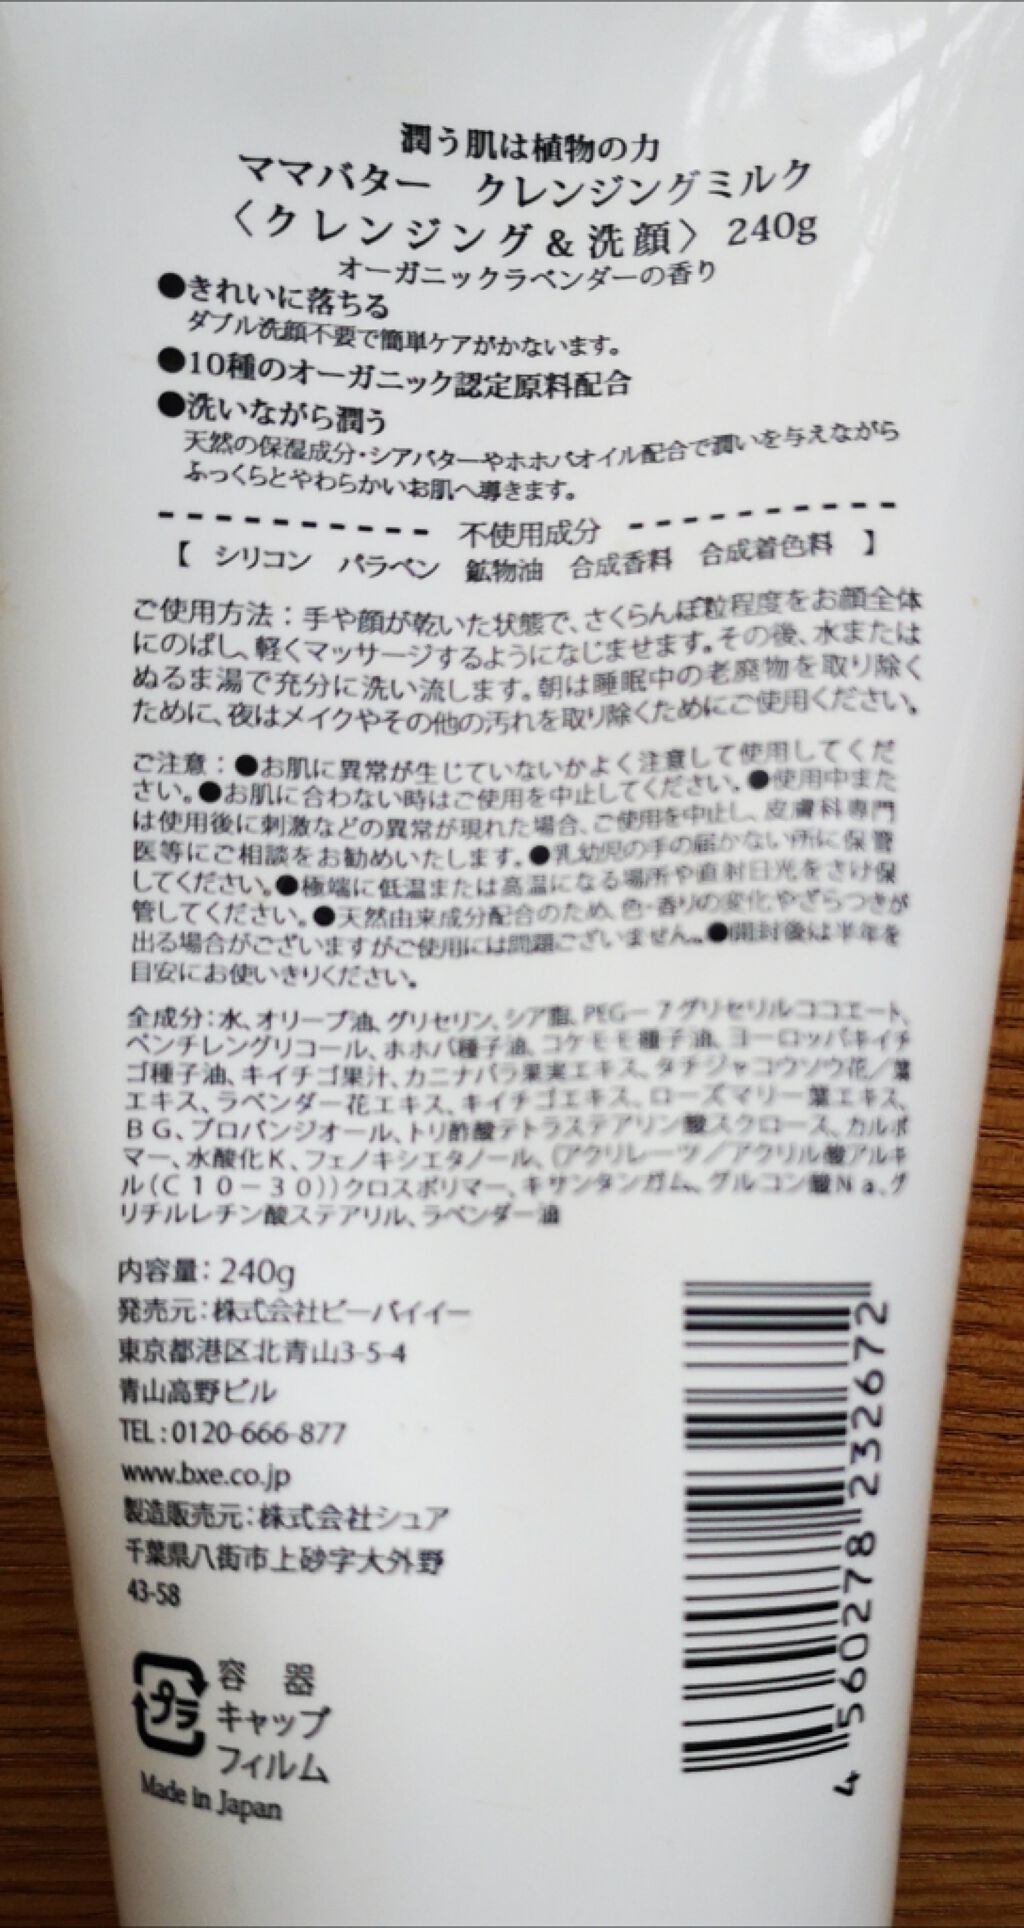 潤う肌は植物の力
ママバター クレンジングミルク
〈クレンジング&洗顔〉 240g
オーガニックラベンダーの香り
●きれいに落ちる
ダブル洗顔不要で簡単ケアがかないます。
●10種のオーガニック認定原料配合
●洗いながら潤う
天然の保湿成分・シアバターやホホバオイル配合で潤いを与えながら
ふっくらとやわらかいお肌へ導きます。
不使用成分
【 シリコン パラベン 鉱物油 合成香料 合成着色料 】
ご使用方法：手や顔が乾いた状態で、さくらんぼ粒程度をお顔全体
にのばし、軽くマッサージするようになじませます。その後、水または
ぬるま湯で充分に洗い流します。朝は睡眠中の老廃物を取り除く
ために、夜はメイクやその他の汚れを取り除くためにご使用ください。
ご注意：●お肌に異常が生じていないかよく注意して使用してくだ
さい。●お肌に合わない時はご使用を中止してください。●使用中また
は使用後に刺激などの異常が現れた場合、ご使用を中止し、皮膚科専門
医等にご相談をお勧めいたします。●乳幼児の手の届かない所に保管
してください。●極端に低温または高温になる場所や直射日光をさけ保
管してください。●天然由来成分配合のため、色・香りの変化やざらつきが
出る場合がございますがご使用には問題ございません。●開封後は半年を
目安にお使いきりください。
全成分：水、オリーブ油、グリセリン、シア脂、PEG－7グリセリルココエート、
ペンチレングリコール、ホホバ種子油、コケモモ種子油、ヨーロッパキイチ
ゴ種子油、キイチゴ果汁、カニナバラ果実エキス、タチジャコウソウ花／葉
エキス、ラベンダー花エキス、キイチゴエキス、ローズマリー葉エキス、
BG、プロパンジオール、トリ酢酸テトラステアリン酸スクロース、カルボ
マー、水酸化K、フェノキシエタノール、（アクリレーツ／アクリル酸アルキ
ル（C10－30））クロスポリマー、キサンタンガム、グルコン酸Na、グ
リチルレチン酸ステアリル、ラベンダー油
内容量：240g
発売元：株式会社ビーバイイー
東京都港区北青山3-5-4
青山高野ビル
TEL：0120-666-877
www.bxe.co.jp
製造販売元：株式会社シュア
千葉県八街市上砂字大外野
43-58
プラ
容 器
キャップ
フィルム
Made in Japan
4 560278 232672